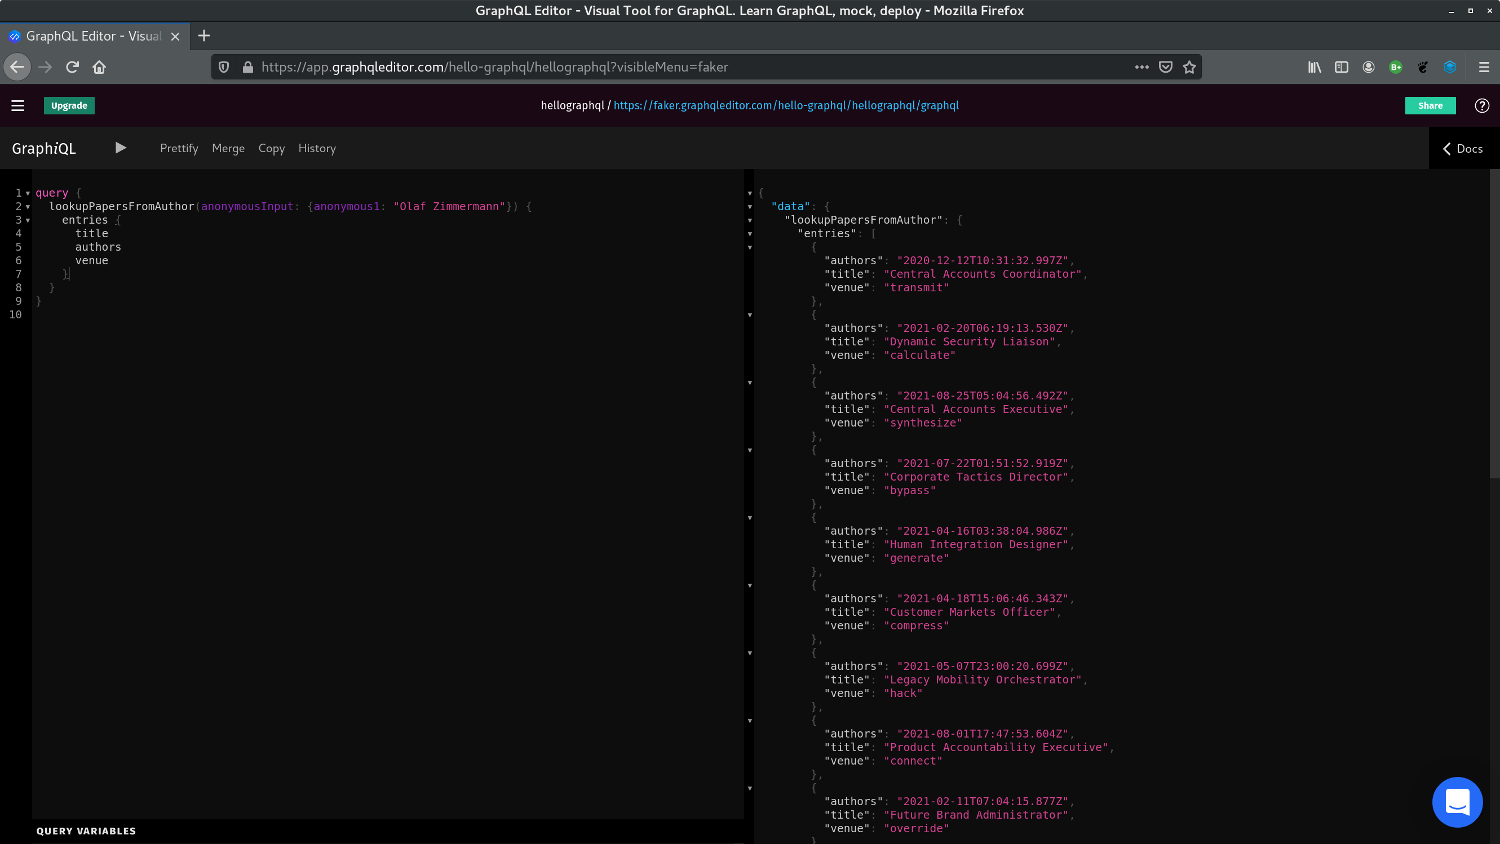 GraphQL Editor - Visual Tool for GraphQL. Learn GraphQL, mock, deploy - Mozilla Firefox
GraphQL Editor - Visual
https://app.graphqleditor.com/hello-graphql/hellographql?visibleMenu=faker
B+
Upgrade
hellographql / https://faker.graphqleditor.com/hello-graphql/hellographql/graphql
Share
GraphiQL
Prettify Merge Copy History
Docs
1 query {
2 lookupPapersFromAuthor(anonymousInput: {anonymous1: "Olaf Zimmermann"}) {
3 entries {
4 title
5 authors
6 venue
7 }
8 }
9 }
10
QUERY VARIABLES
{
"data": {
"lookupPapersFromAuthor": {
"entries": [
{
"authors": "2020-12-12T10:31:32.997Z",
"title": "Central Accounts Coordinator",
"venue": "transmit"
},
{
"authors": "2021-02-20T06:19:13.530Z",
"title": "Dynamic Security Liaison",
"venue": "calculate"
},
{
"authors": "2021-08-25T05:04:56.492Z",
"title": "Central Accounts Executive",
"venue": "synthesize"
},
{
"authors": "2021-07-22T01:51:52.919Z",
"title": "Corporate Tactics Director",
"venue": "bypass"
},
{
"authors": "2021-04-16T03:38:04.986Z",
"title": "Human Integration Designer",
"venue": "generate"
},
{
"authors": "2021-04-18T15:06:46.343Z",
"title": "Customer Markets Officer",
"venue": "compress"
},
{
"authors": "2021-05-07T23:00:20.699Z",
"title": "Legacy Mobility Orchestrator",
"venue": "hack"
},
{
"authors": "2021-08-01T17:47:53.604Z",
"title": "Product Accountability Executive",
"venue": "connect"
},
{
"authors": "2021-02-11T07:04:15.877Z",
"title": "Future Brand Administrator",
"venue": "override"